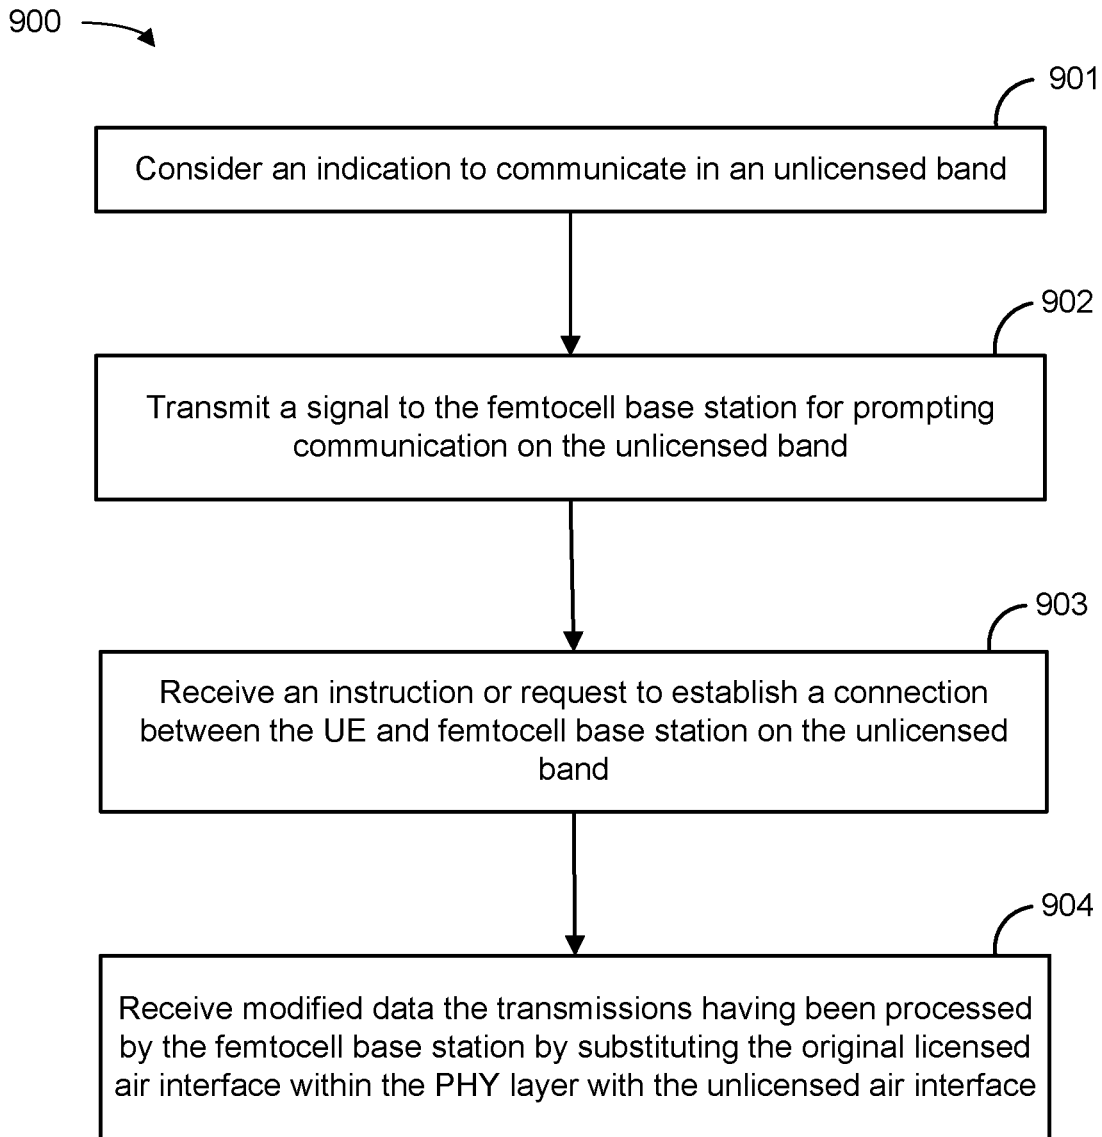 900
901
Consider an indication to communicate in an unlicensed band
902
Transmit a signal to the femtocell base station for prompting
communication on the unlicensed band
903
Receive an instruction or request to establish a connection
between the UE and femtocell base station on the unlicensed
band
904
Receive modified data the transmissions having been processed
by the femtocell base station by substituting the original licensed
air interface within the PHY layer with the unlicensed air interface